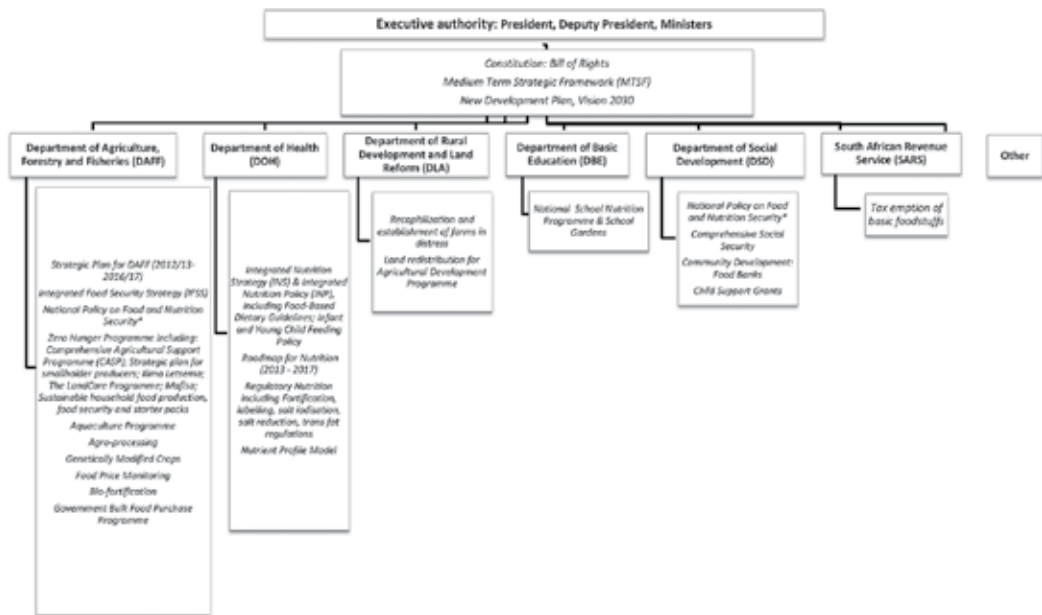 Executive authority: President, Deputy President, Ministers
Constitution: Bill of Rights
Medium Term Strategic Framework (MTSF)
New Development Plan, Vision 2030
Department of Agriculture,
Forestry and Fisheries (DAFF)
Strategic Plan for DAFF (2012/13-
2016/17)
Integrated Food Security Strategy (IFSS)
National Policy on Food and Nutrition
Security*
Zero Hunger Programme including:
Comprehensive Agricultural Support
Programme (CASP); Strategic plan for
smallholder producers; Ilima Letsema;
The LandCare Programme; Mafisa;
Sustainable household food production,
food security and starter packs
Aquaculture Programme
Agro-processing
Genetically Modified Crops
Food Price Monitoring
Bio-fortification
Government Built Food Purchase
Programme
Department of Health
(DOH)
Integrated Nutrition
Strategy (INS) & Integrated
Nutrition Policy (INP),
including Food-Based
Dietary Guidelines; Infant
and Young Child Feeding
Policy
Roadmap for Nutrition
(2013 - 2017)
Regulatory Nutrition
including Fortification,
labelling, salt iodisation,
salt reduction, trans fat
regulations
Nutrient Profile Model
Department of Rural
Development and Land
Reform (DLA)
Recapitilization and
establishment of farms in
distress
Land redistribution for
Agricultural Development
Programme
Department of Basic
Education (DBE)
National School Nutrition
Programme & School
Gardens
Department of Social
Development (DSD)
National Policy on Food
and Nutrition Security*
Comprehensive Social
Security
Community Development:
Food Banks
Child Support Grants
South African Revenue
Service (SARS)
Tax emption of
basic foodstuffs
Other